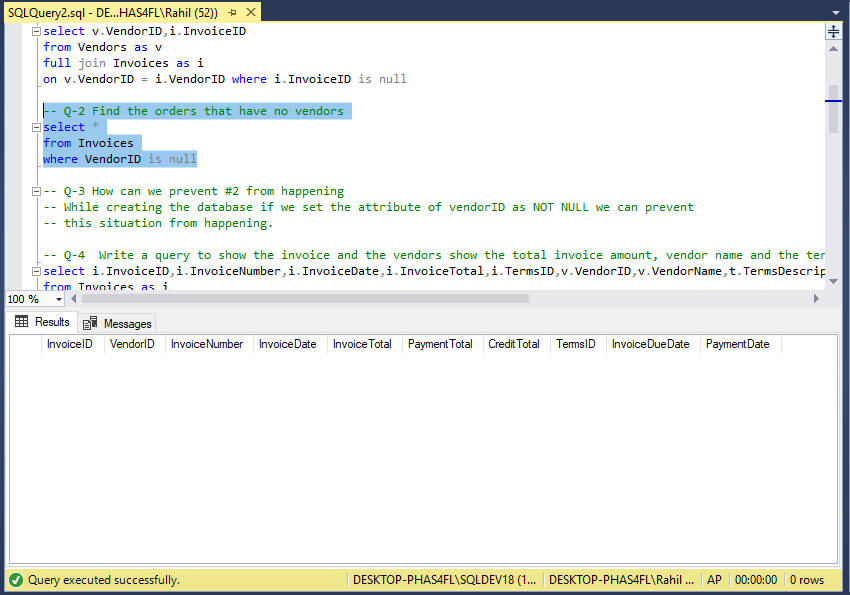 SQLQuery2.sql - DE...HAS4FL\Rahil (52))
select v.VendorID,i.InvoiceID
from Vendors as v
full join Invoices as i
on v.VendorID = i.VendorID where i.InvoiceID is null
-- Q-2 Find the orders that have no vendors
select *
from Invoices
where VendorID is null
-- Q-3 How can we prevent #2 from happening
-- While creating the database if we set the attribute of vendorID as NOT NULL we can prevent
-- this situation from happening.
-- Q-4  Write a query to show the invoice and the vendors show the total invoice amount, vendor name and the ter
select i.InvoiceID,i.InvoiceNumber,i.InvoiceDate,i.InvoiceTotal,i.TermsID,v.VendorID,v.VendorName,t.TermsDescrip
from Invoices as i
100 %
Results Messages
InvoiceID VendorID InvoiceNumber InvoiceDate InvoiceTotal PaymentTotal CreditTotal TermsID InvoiceDueDate PaymentDate
Query executed successfully. DESKTOP-PHAS4FL\SQLDEV18 (1... DESKTOP-PHAS4FL\Rahil ... AP 00:00:00 0 rows